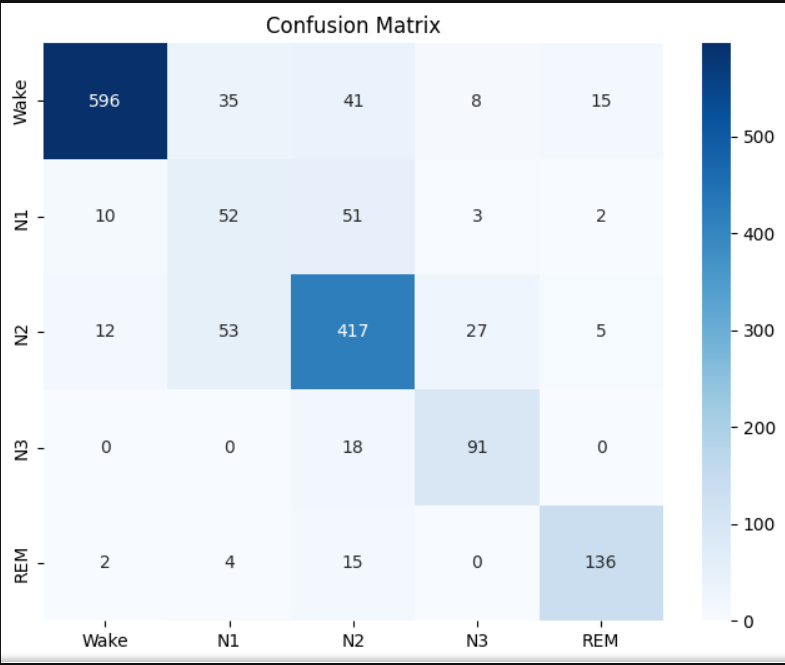 Confusion Matrix
Wake 596 35 41 8 15
N1 10 52 51 3 2
N2 12 53 417 27 5
N3 0 0 18 91 0
REM 2 4 15 0 136
Wake N1 N2 N3 REM
500
400
300
200
100
0